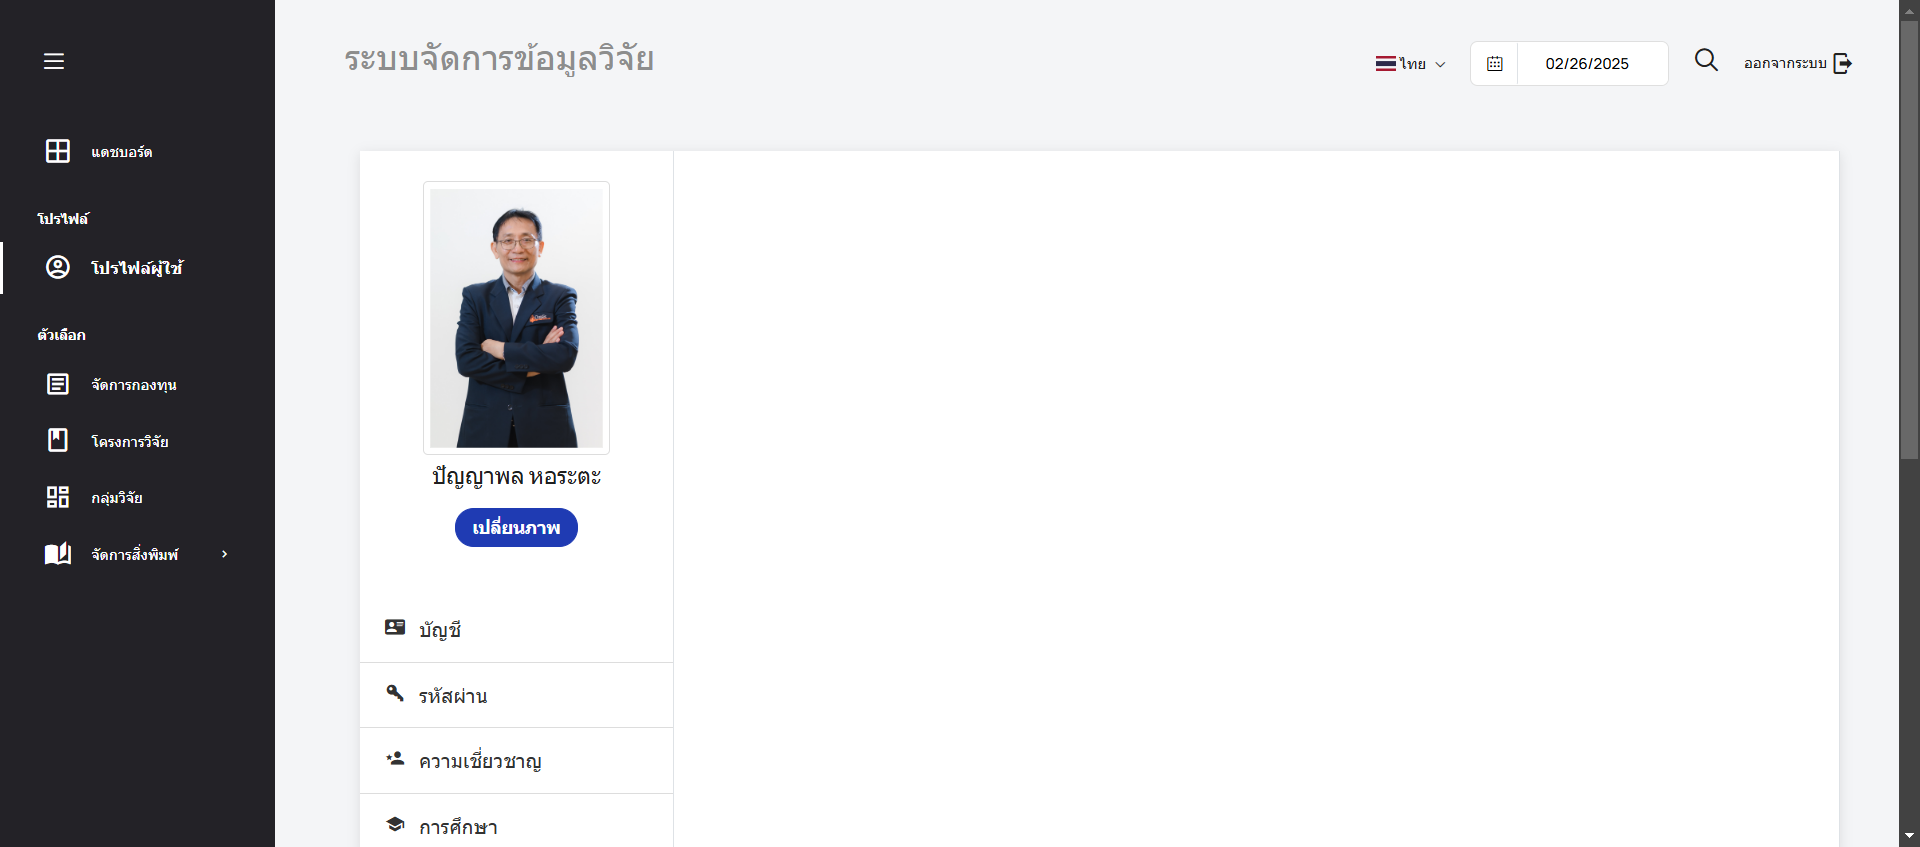 ระบบจัดการข้อมูลวิจัย
ไทย
02/26/2025
ออกจากระบบ
แดชบอร์ด
โปรไฟล์
โปรไฟล์ผู้ใช้
ตัวเลือก
จัดการกองทุน
โครงการวิจัย
กลุ่มวิจัย
จัดการสิ่งพิมพ์
ปัญญาพล หอระตะ
เปลี่ยนภาพ
บัญชี
รหัสผ่าน
ความเชี่ยวชาญ
การศึกษา